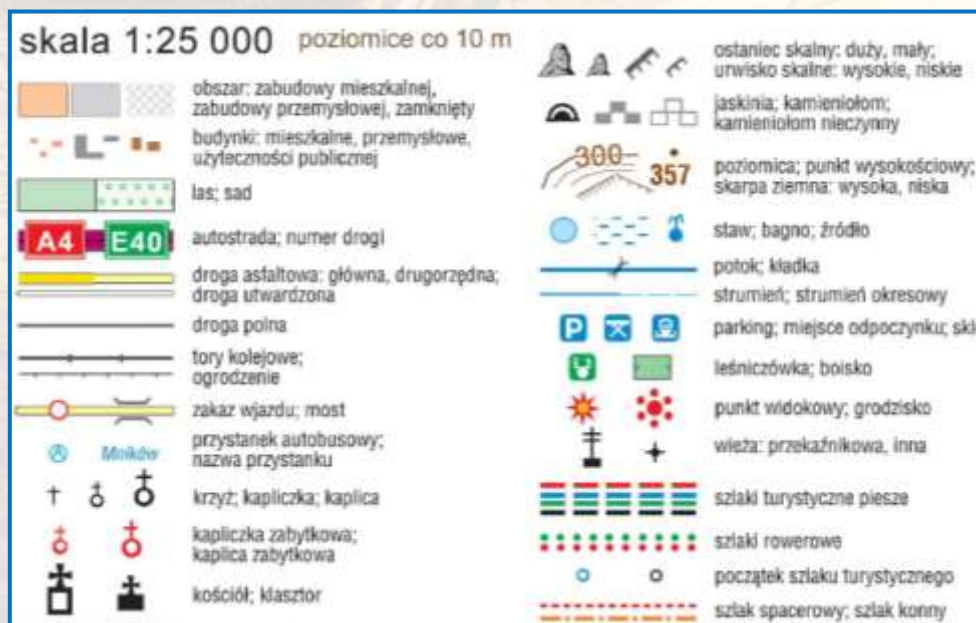 skala 1:25 000 poziomice co 10 m
obszar: zabudowy mieszkalnej,
zabudowy przemysłowej, zamknięty
budynki: mieszkalne, przemysłowe,
użyteczności publicznej
las; sad
A4 E40 autostrada; numer drogi
droga asfaltowa: główna, drugorzędna;
droga utwardzona
droga polna
tory kolejowe;
ogrodzenie
zakaz wjazdu; most
przystanek autobusowy;
A Mników nazwa przystanku
krzyż; kapliczka; kaplica
kapliczka zabytkowa;
kaplica zabytkowa
kościół; klasztor
ostaniec skalny: duży, mały;
urwisko skalne: wysokie, niskie
jaskinia; kamieniołom;
kamieniołom nieczynny
300 357 poziomica; punkt wysokościowy;
skarpa ziemna: wysoka, niska
staw; bagno; źródło
potok; kładka
strumień; strumień okresowy
P parking; miejsce odpoczynku;
leśniczówka; boisko
punkt widokowy; grodzisko
wieża: przekaźnikowa, inna
szlaki turystyczne piesze
szlaki rowerowe
początek szlaku turystycznego
szlak spacerowy; szlak konny